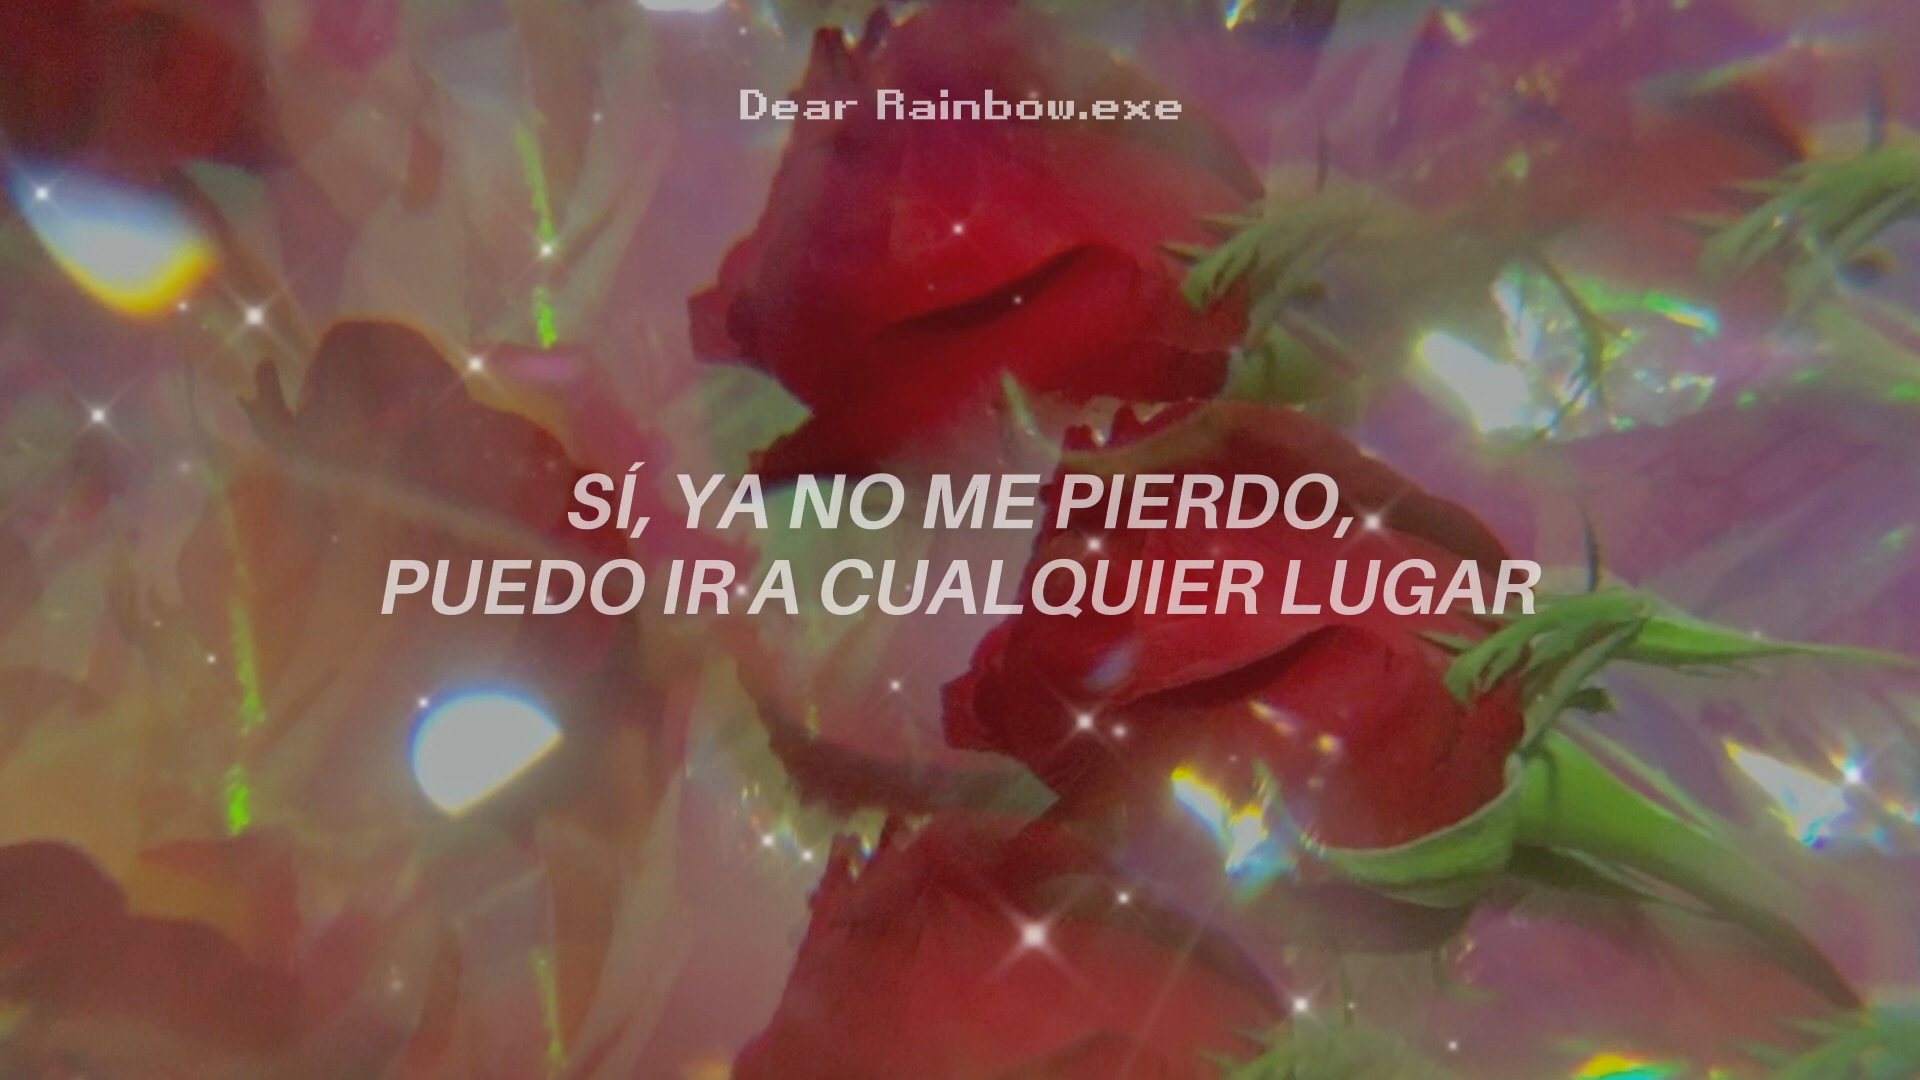 Dear Rainbow.exe
SÍ, YA NO ME PIERDO,
PUEDO IR A CUALQUIER LUGAR